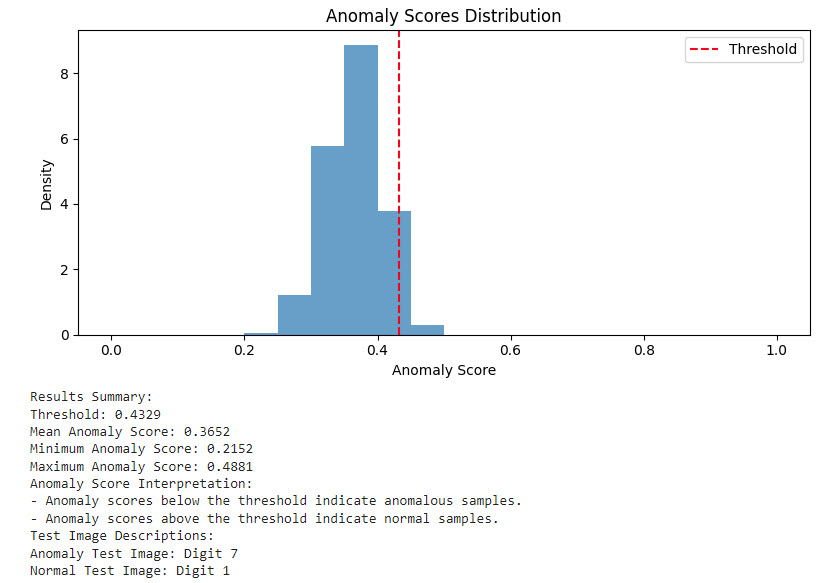 Anomaly Scores Distribution
Threshold
8
6
4
2
0
Density
0.0 0.2 0.4 0.6 0.8 1.0
Anomaly Score
Results Summary:
Threshold: 0.4329
Mean Anomaly Score: 0.3652
Minimum Anomaly Score: 0.2152
Maximum Anomaly Score: 0.4881
Anomaly Score Interpretation:
- Anomaly scores below the threshold indicate anomalous samples.
- Anomaly scores above the threshold indicate normal samples.
Test Image Descriptions:
Anomaly Test Image: Digit 7
Normal Test Image: Digit 1